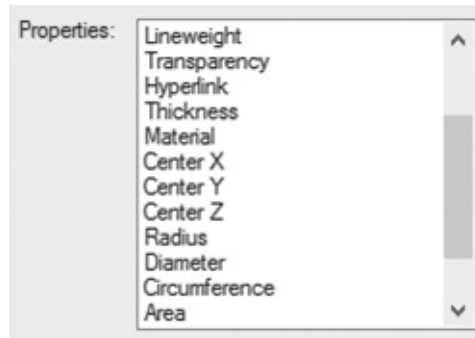 Properties:
Lineweight
Transparency
Hyperlink
Thickness
Material
Center X
Center Y
Center Z
Radius
Diameter
Circumference
Area